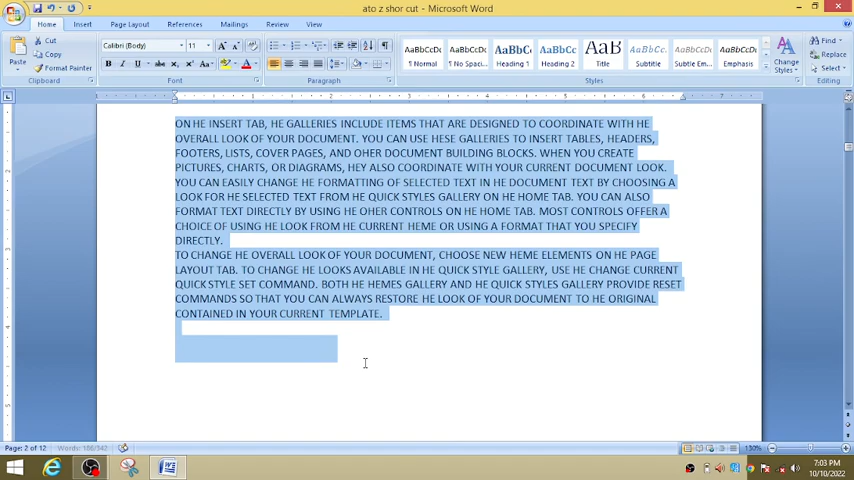 ato z shor cut - Microsoft Word
Home Insert Page Layout References Mailings Review View
Paste
Cut
Copy
Format Painter
Clipboard
Calibri (Body) 11
Font
Paragraph
AaBbCcDc AaBbCcDc AaBbCc AaBbCc AaB AaBbCc. AaBbCcDc AaBbCcDc
¶ Normal ¶ No Spaci... Heading 1 Heading 2 Title Subtitle Subtle Em... Emphasis
Change Styles
Styles
Find
Replace
Select
Editing
1 2 3 4 5 6 7
ON HE INSERT TAB, HE GALLERIES INCLUDE ITEMS THAT ARE DESIGNED TO COORDINATE WITH HE
OVERALL LOOK OF YOUR DOCUMENT. YOU CAN USE HESE GALLERIES TO INSERT TABLES, HEADERS,
FOOTERS, LISTS, COVER PAGES, AND OHER DOCUMENT BUILDING BLOCKS. WHEN YOU CREATE
PICTURES, CHARTS, OR DIAGRAMS, HEY ALSO COORDINATE WITH YOUR CURRENT DOCUMENT LOOK.
YOU CAN EASILY CHANGE HE FORMATTING OF SELECTED TEXT IN HE DOCUMENT TEXT BY CHOOSING A
LOOK FOR HE SELECTED TEXT FROM HE QUICK STYLES GALLERY ON HE HOME TAB. YOU CAN ALSO
FORMAT TEXT DIRECTLY BY USING HE OHER CONTROLS ON HE HOME TAB. MOST CONTROLS OFFER A
CHOICE OF USING HE LOOK FROM HE CURRENT HEME OR USING A FORMAT THAT YOU SPECIFY
DIRECTLY.
TO CHANGE HE OVERALL LOOK OF YOUR DOCUMENT, CHOOSE NEW HEME ELEMENTS ON HE PAGE
LAYOUT TAB. TO CHANGE HE LOOKS AVAILABLE IN HE QUICK STYLE GALLERY, USE HE CHANGE CURRENT
QUICK STYLE SET COMMAND. BOTH HE HEMES GALLERY AND HE QUICK STYLES GALLERY PROVIDE RESET
COMMANDS SO THAT YOU CAN ALWAYS RESTORE HE LOOK OF YOUR DOCUMENT TO HE ORIGINAL
CONTAINED IN YOUR CURRENT TEMPLATE.
Page: 2 of 12 Words: 186/342 130%
7:03 PM
10/10/2022